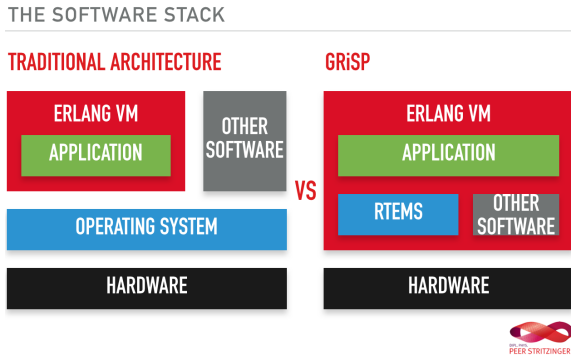 THE SOFTWARE STACK
TRADITIONAL ARCHITECTURE
ERLANG VM
APPLICATION
OTHER
SOFTWARE
OPERATING SYSTEM
HARDWARE
VS
GRiSP
ERLANG VM
APPLICATION
RTEMS
OTHER
SOFTWARE
HARDWARE
PEER STRITZINGER